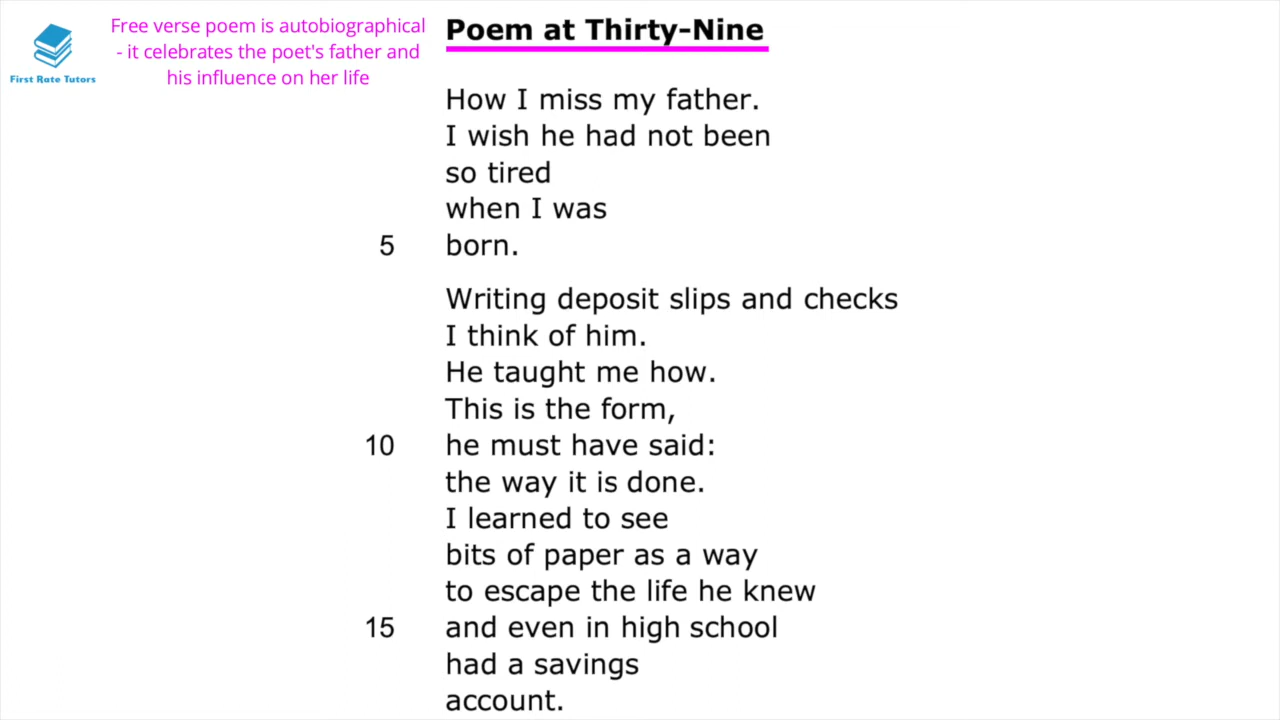 Free verse poem is autobiographical
- it celebrates the poet's father and
his influence on her life
First Rate Tutors
Poem at Thirty-Nine
How I miss my father.
I wish he had not been
so tired
when I was
5 born.
Writing deposit slips and checks
I think of him.
He taught me how.
This is the form,
10 he must have said:
the way it is done.
I learned to see
bits of paper as a way
to escape the life he knew
15 and even in high school
had a savings
account.